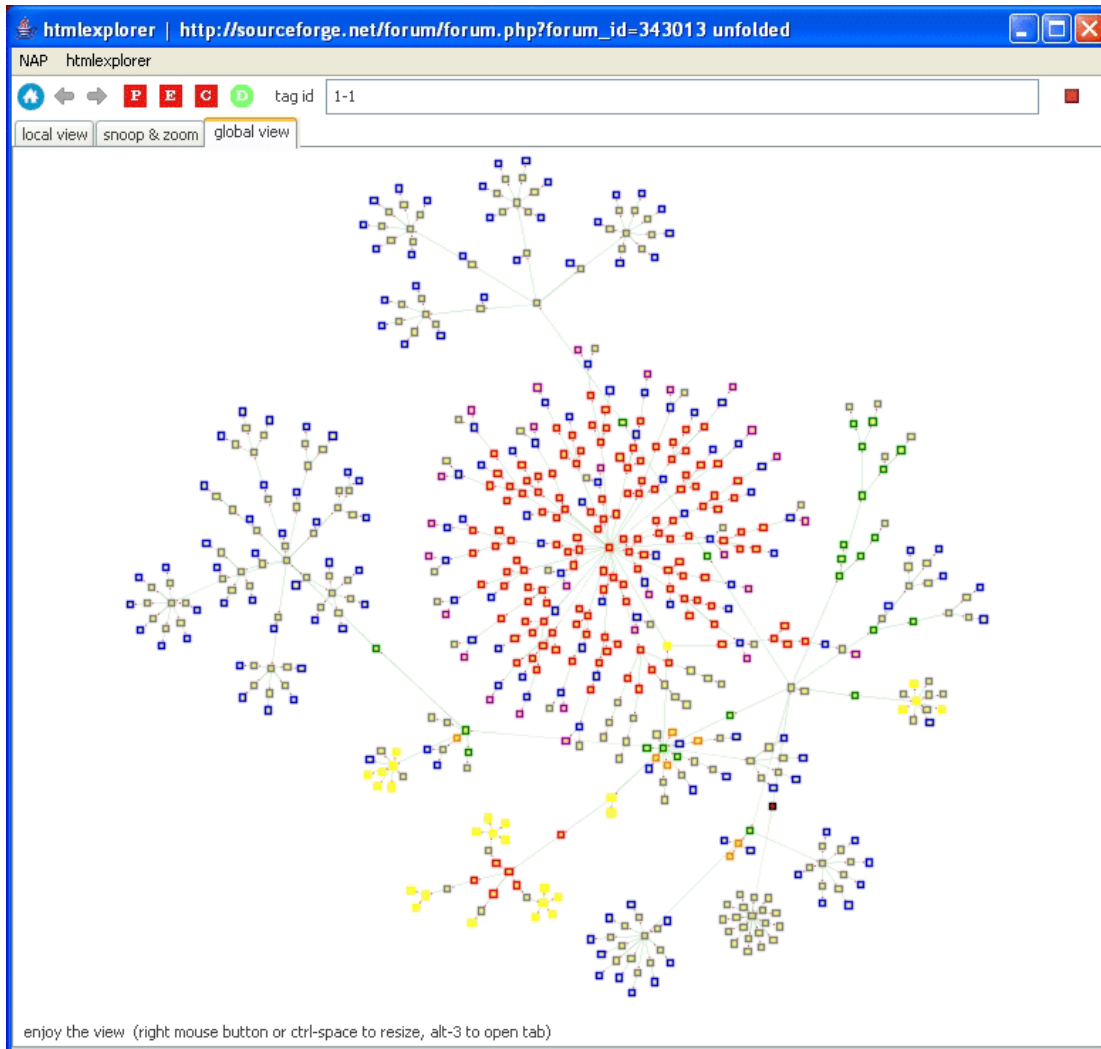 htmlexplorer | http://sourceforge.net/forum/forum.php?forum_id=343013 unfolded
NAP htmlexplorer
P E C D tag id 1-1
local view snoop & zoom global view
enjoy the view (right mouse button or ctrl-space to resize, alt-3 to open tab)